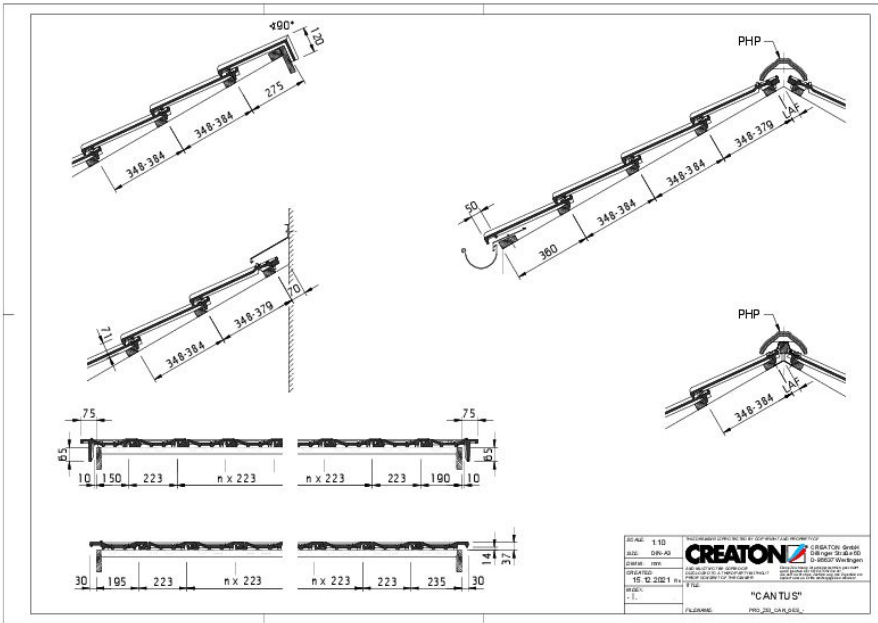 ∢90°
120
275
348-384
348-384
PHP
LAF
348-379
348-384
348-384
360
50
Z
70
348-379
348-384
71
PHP
LAF
348-384
75
75
65
65
10 150 223 n x 223 n x 223 223 190 10
14
37
30 195 223 n x 223 n x 223 223 235 30
SCALE: 1:10
SIZE: DIN-A3
mm
CREATED:
15.12.2021
INDEX:
- 1.
CREATON
CREATON GmbH
Dillinger Straße 60
D-86637 Wertingen
TITLE:
"CANTUS"
FILENAME: